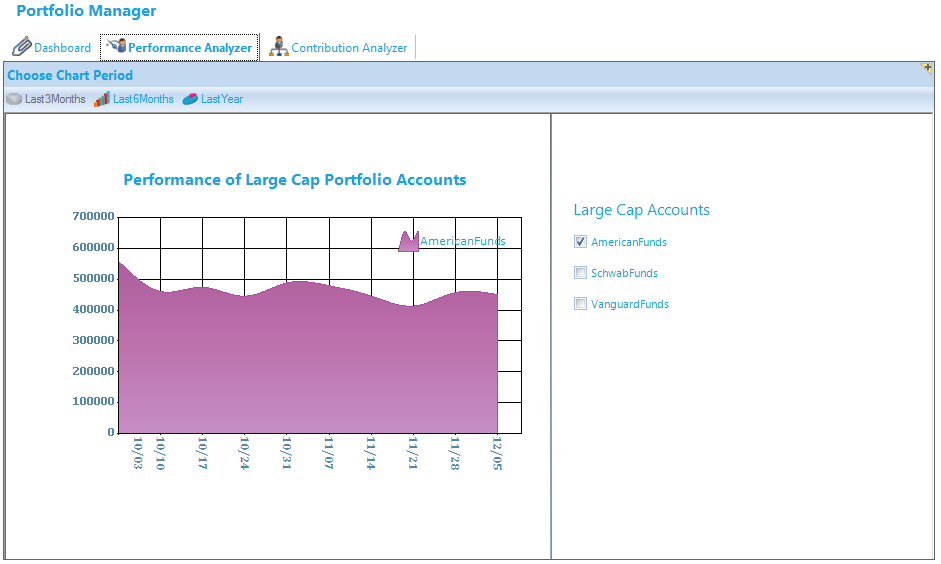 Portfolio Manager
Dashboard Performance Analyzer Contribution Analyzer
Choose Chart Period
Last3Months Last6Months LastYear
Performance of Large Cap Portfolio Accounts
700000
600000
500000
400000
300000
200000
100000
0
AmericanFunds
10/03 10/10 10/17 10/24 10/31 11/07 11/14 11/21 11/28 12/05
Large Cap Accounts
AmericanFunds
SchwabFunds
VanguardFunds